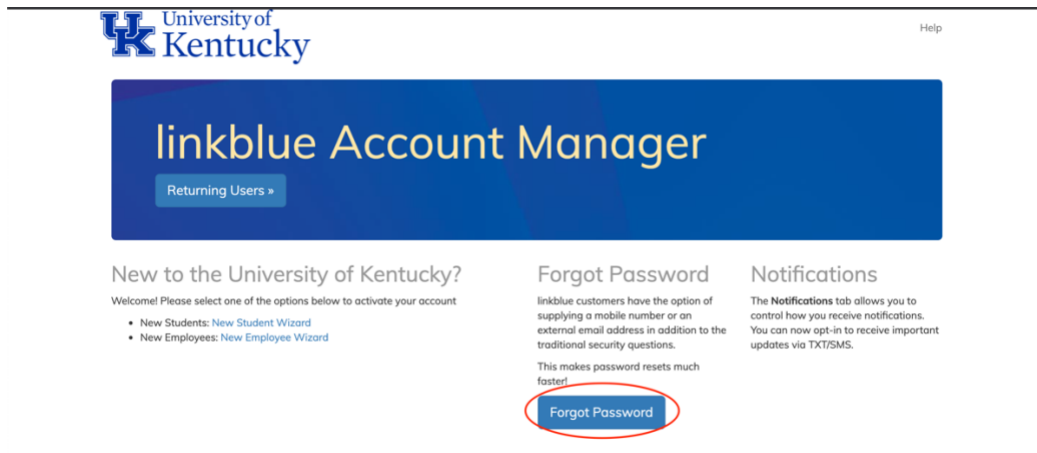 University of
Kentucky
Help
linkblue Account Manager
Returning Users »
New to the University of Kentucky?
Welcome! Please select one of the options below to activate your account
• New Students: New Student Wizard
• New Employees: New Employee Wizard
Forgot Password
linkblue customers have the option of
supplying a mobile number or an
external email address in addition to the
traditional security questions.
This makes password resets much
faster!
Forgot Password
Notifications
The Notifications tab allows you to
control how you receive notifications.
You can now opt-in to receive important
updates via TXT/SMS.